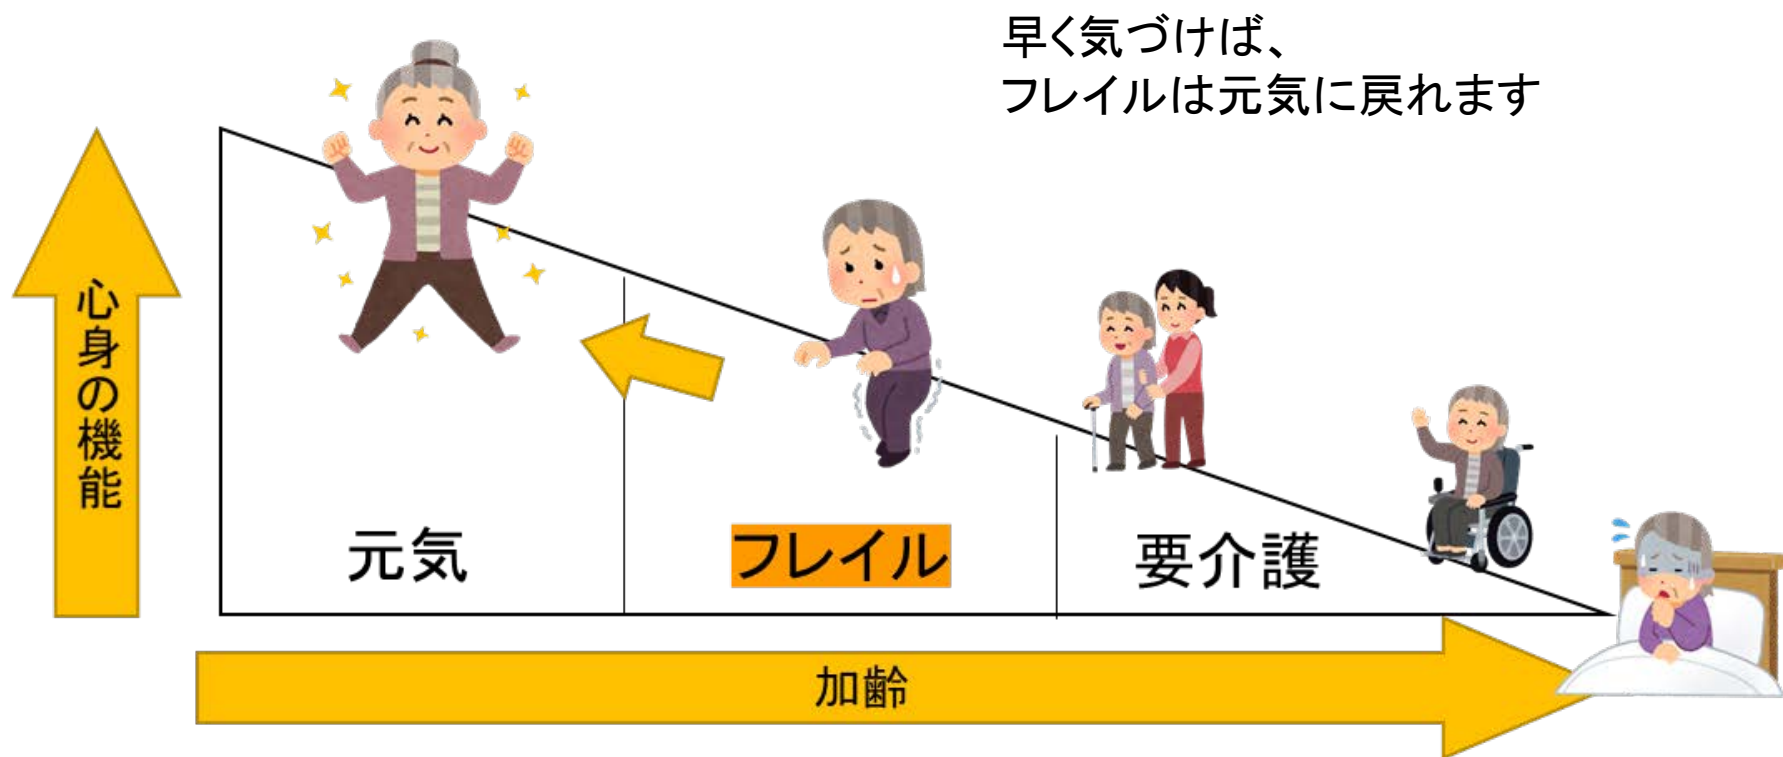 早く気づけば、
フレイルは元気に戻れます
心身の機能
元気
フレイル
要介護
加齢